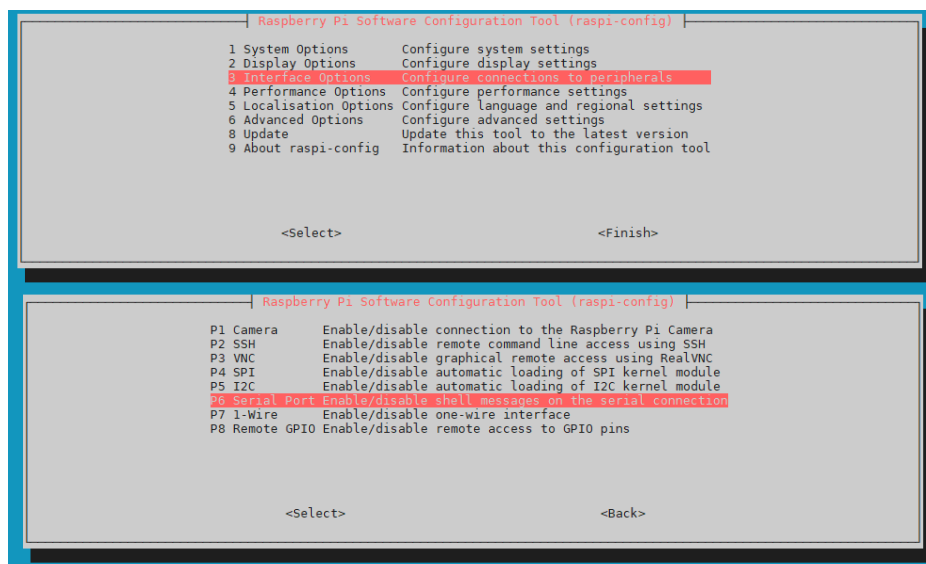 Raspberry Pi Software Configuration Tool (raspi-config)
1 System Options Configure system settings
2 Display Options Configure display settings
3 Interface Options Configure connections to peripherals
4 Performance Options Configure performance settings
5 Localisation Options Configure language and regional settings
6 Advanced Options Configure advanced settings
8 Update Update this tool to the latest version
9 About raspi-config Information about this configuration tool
<Select> <Finish>
Raspberry Pi Software Configuration Tool (raspi-config)
P1 Camera Enable/disable connection to the Raspberry Pi Camera
P2 SSH Enable/disable remote command line access using SSH
P3 VNC Enable/disable graphical remote access using RealVNC
P4 SPI Enable/disable automatic loading of SPI kernel module
P5 I2C Enable/disable automatic loading of I2C kernel module
P6 Serial Port Enable/disable shell messages on the serial connection
P7 1-Wire Enable/disable one-wire interface
P8 Remote GPIO Enable/disable remote access to GPIO pins
<Select> <Back>